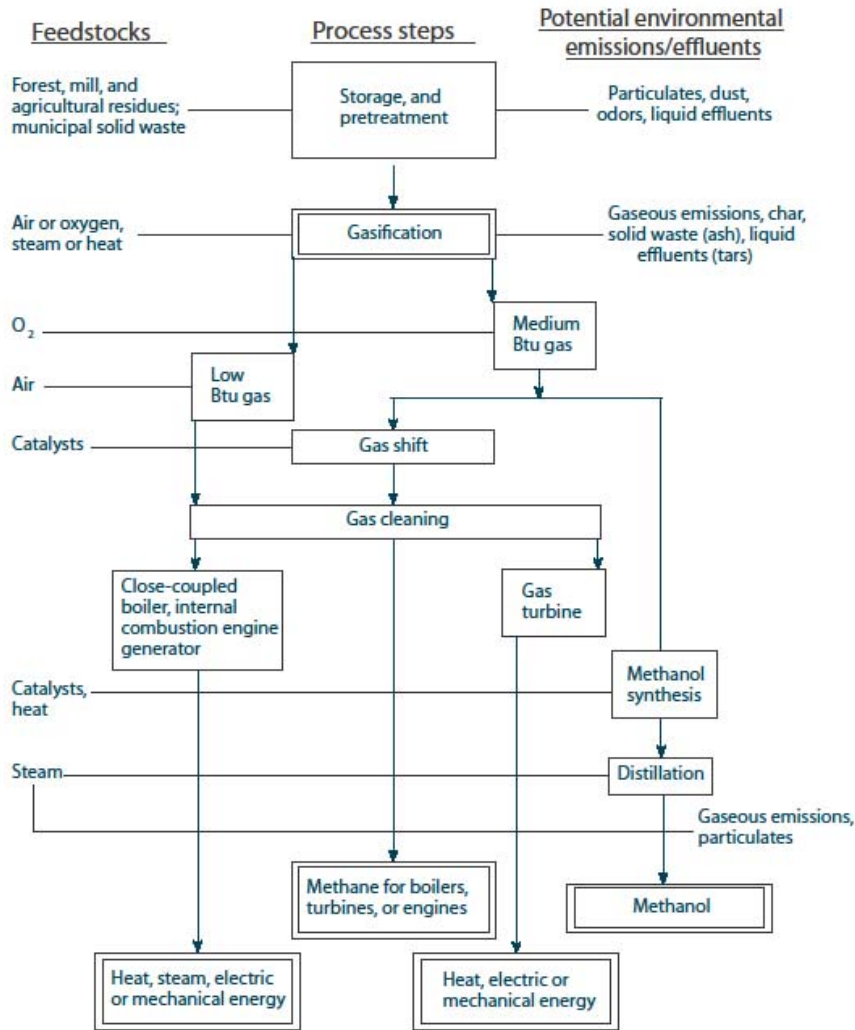 Feedstocks
Process steps
Potential environmental
emissions/effluents
Forest, mill, and
agricultural residues;
municipal solid waste
Storage, and
pretreatment
Particulates, dust,
odors, liquid effluents
Air or oxygen,
steam or heat
Gasification
Gaseous emissions, char,
solid waste (ash), liquid
effluents (tars)
O₂
Medium
Btu gas
Air
Low
Btu gas
Catalysts
Gas shift
Gas cleaning
Close-coupled
boiler, internal
combustion engine
generator
Gas
turbine
Catalysts,
heat
Methanol
synthesis
Steam
Distillation
Gaseous emissions,
particulates
Methane for boilers,
turbines, or engines
Methanol
Heat, steam, electric
or mechanical energy
Heat, electric or
mechanical energy